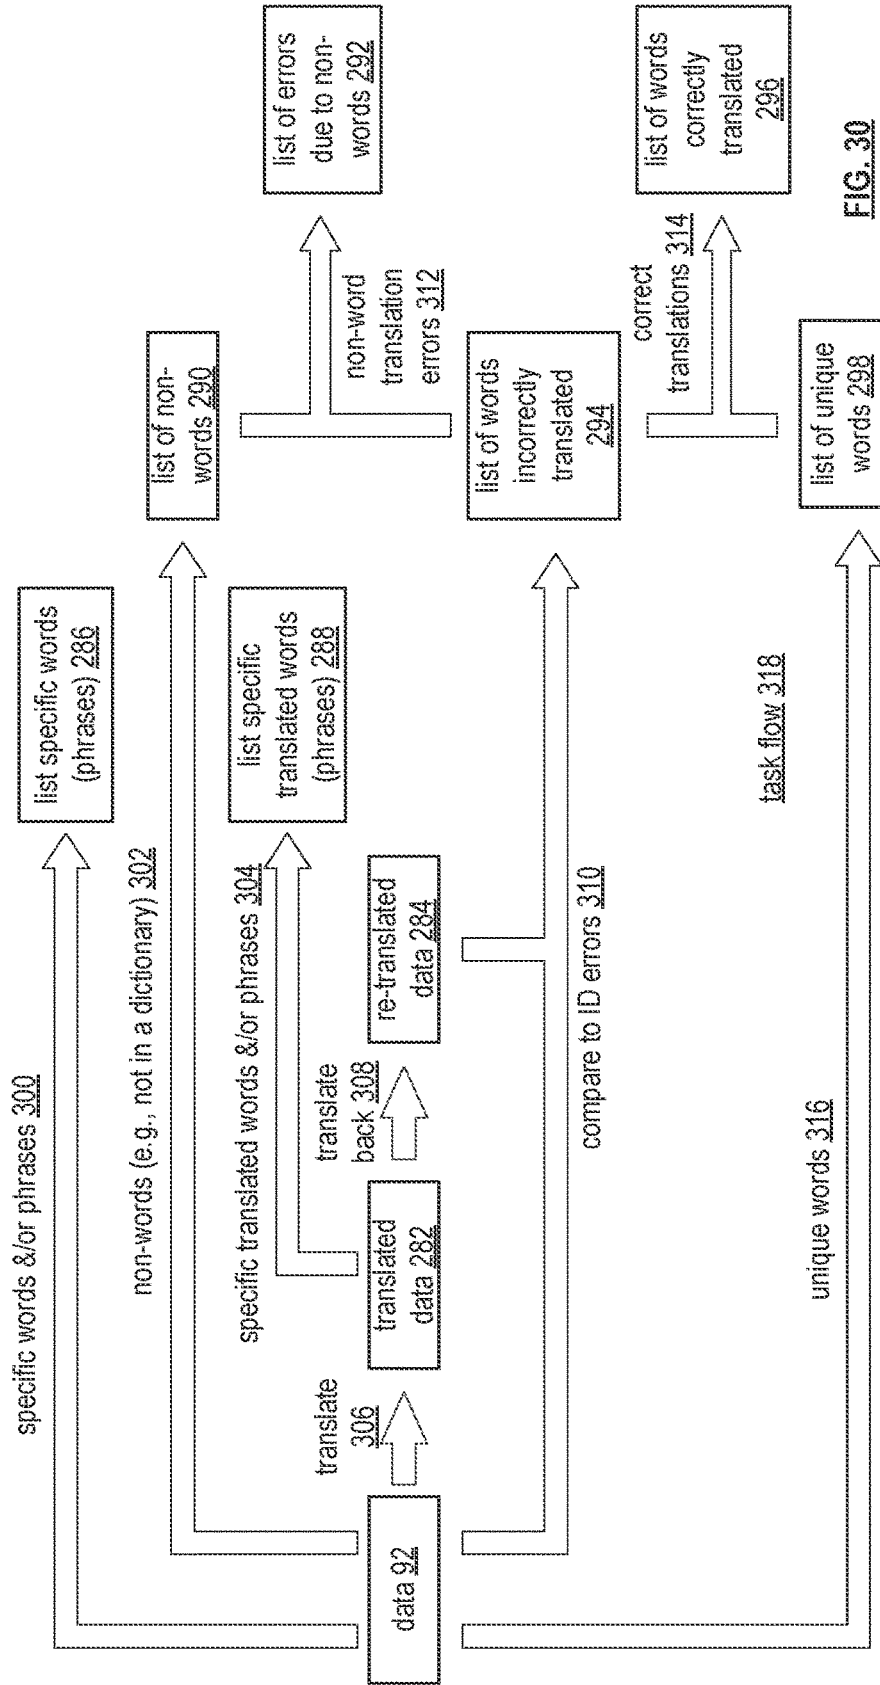 specific words &/or phrases 300
list specific words
(phrases) 286
non-words (e.g., not in a dictionary) 302
list of non-
words 290
list of errors
due to non-
words 292
specific translated words &/or phrases 304
list specific
translated words
(phrases) 288
non-word
translation
errors 312
data 92
translate
306
translated
data 282
translate
back 308
re-translated
data 284
compare to ID errors 310
list of words
incorrectly
translated
294
correct
translations 314
list of words
correctly
translated
296
unique words 316
task flow 318
list of unique
words 298
FIG. 30